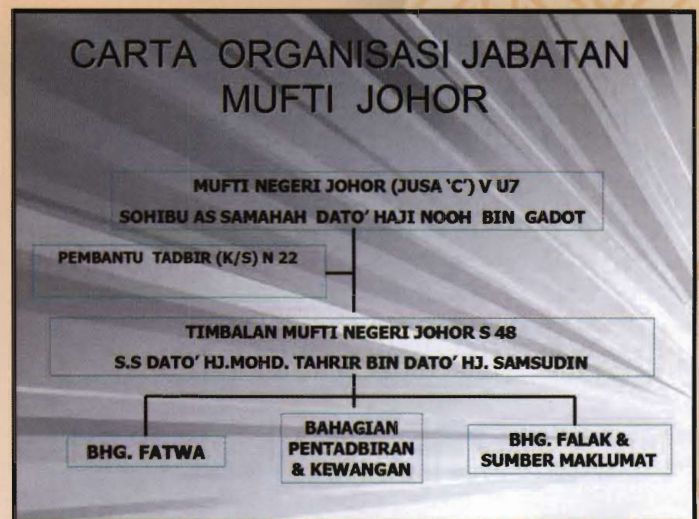 CARTA ORGANISASI JABATAN
MUFTI JOHOR
MUFTI NEGERI JOHOR (JUSA 'C') V U7
SOHIBU AS SAMAHAH DATO' HAJI NOOH BIN GADOT
PEMBANTU TADBIR (K/S) N 22
TIMBALAN MUFTI NEGERI JOHOR S 48
S.S DATO' HJ.MOHD. TAHRIR BIN DATO' HJ. SAMSUDIN
BHG. FATWA
BAHAGIAN
PENTADBIRAN
& KEWANGAN
BHG. FALAK &
SUMBER MAKLUMAT